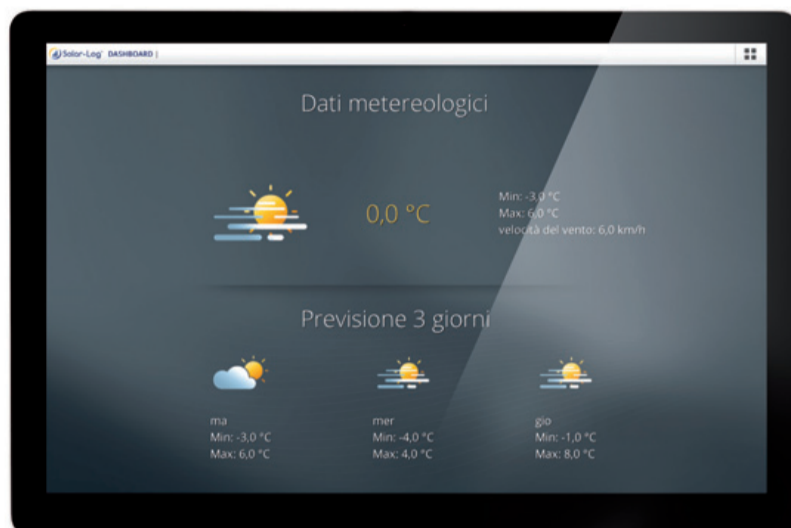 Solar-Log™ DASHBOARD |
Dati metereologici
0,0 °C
Min: -3,0 °C
Max: 6,0 °C
velocità del vento: 6,0 km/h
Previsione 3 giorni
ma
Min: -3,0 °C
Max: 6,0 °C
mer
Min: -4,0 °C
Max: 4,0 °C
gio
Min: -1,0 °C
Max: 8,0 °C